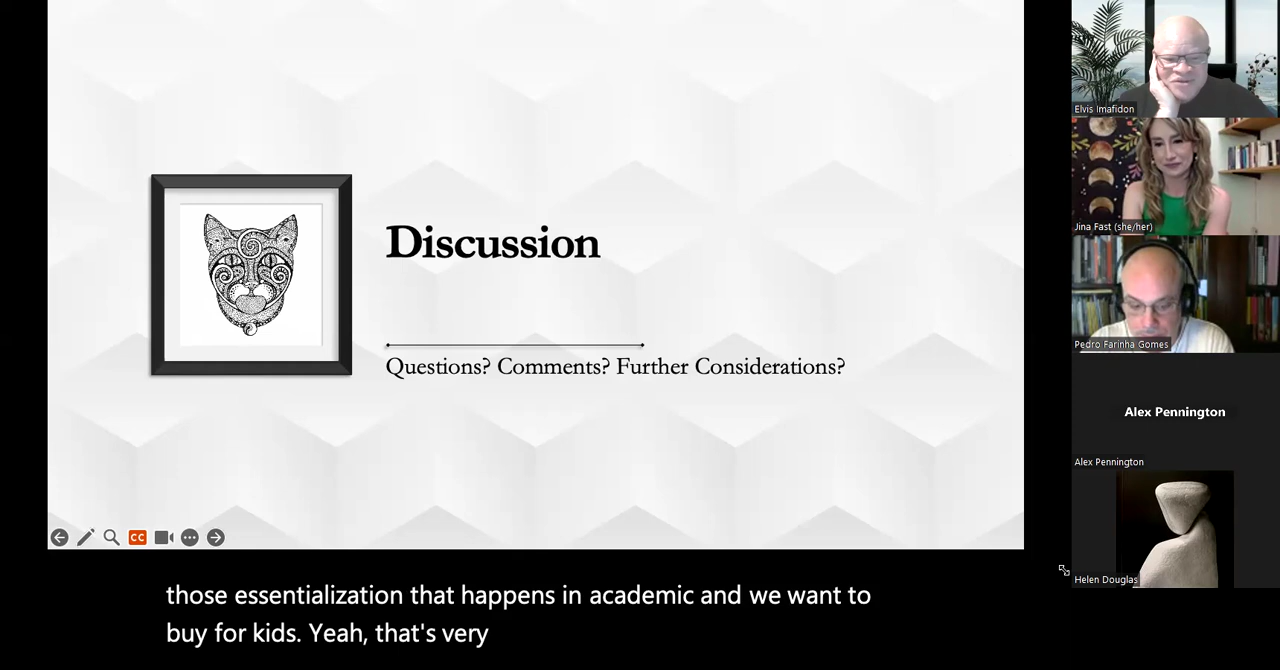 Discussion
Questions? Comments? Further Considerations?
CC
those essentialization that happens in academic and we want to
buy for kids. Yeah, that's very
Elvis Imafidon
Jina Fast (she/her)
Pedro Farinha Gomes
Alex Pennington
Alex Pennington
Helen Douglas